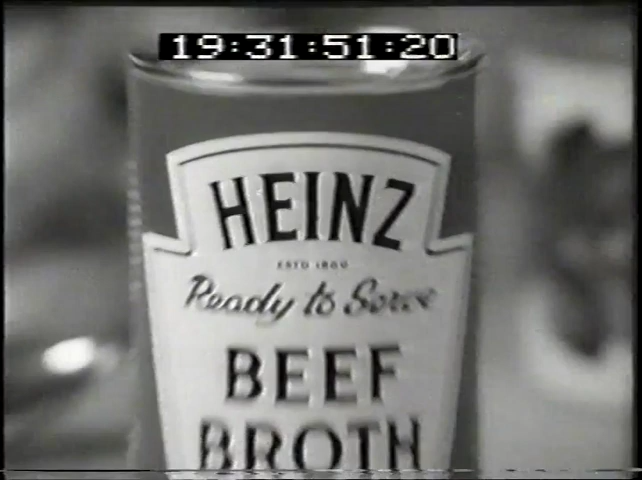 19:31:51:20
HEINZ
ESTD 1869
Ready to Serve
BEEF
BROTH